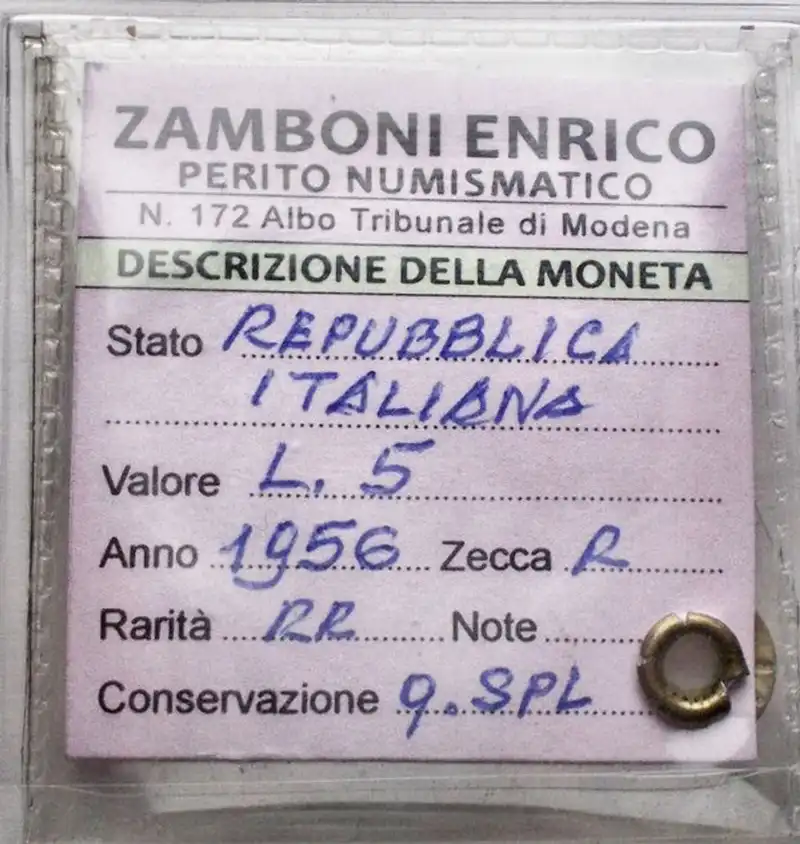 ZAMBONI ENRICO
PERITO NUMISMATICO
N. 172 Albo Tribunale di Modena
DESCRIZIONE DELLA MONETA
Stato REPUBBLICA
ITALIANA
Valore L. 5
Anno 1956 Zecca R
Rarità RR Note
Conservazione q.SPL